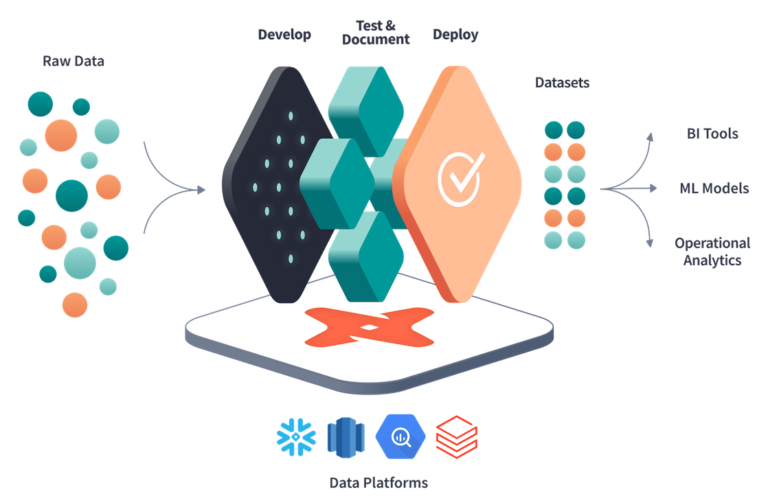 Develop
Test &
Document
Deploy
Raw Data
Datasets
BI Tools
ML Models
Operational
Analytics
Data Platforms